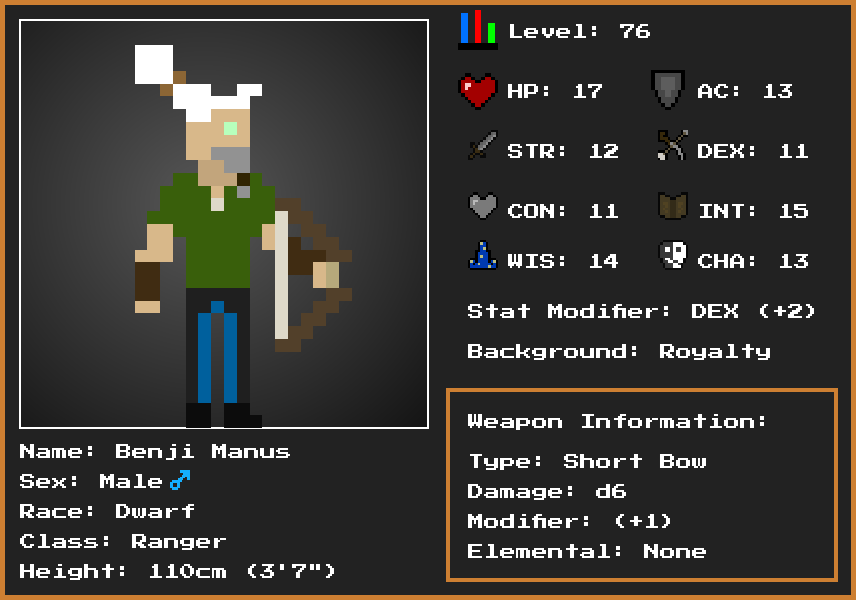 Level: 76
HP: 17 AC: 13
STR: 12 DEX: 11
CON: 11 INT: 15
WIS: 14 CHA: 13
Stat Modifier: DEX (+2)
Background: Royalty
Weapon Information:
Type: Short Bow
Damage: d6
Modifier: (+1)
Elemental: None
Name: Benji Manus
Sex: Male♂
Race: Dwarf
Class: Ranger
Height: 110cm (3'7")